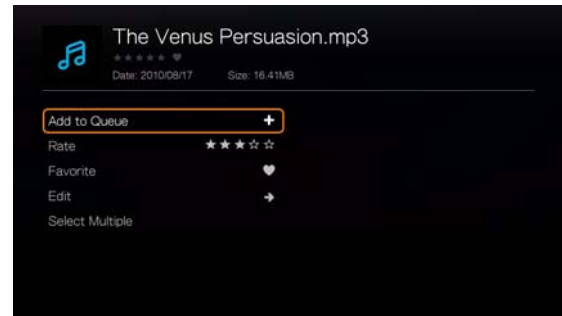 The Venus Persuasion.mp3
Date: 2010/08/17 Size: 16.41MB
Add to Queue
Rate
Favorite
Edit
Select Multiple